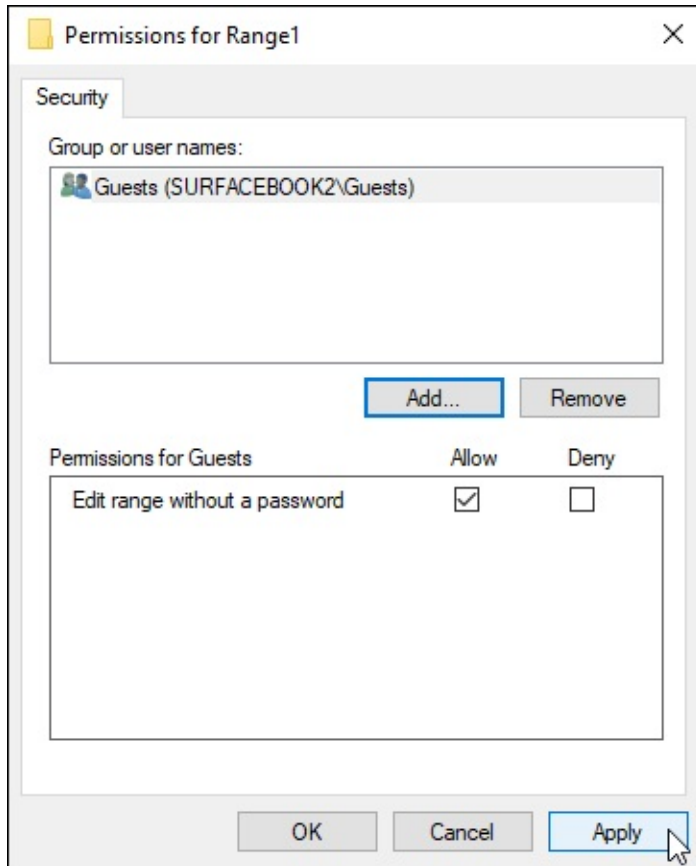 Permissions for Range1
Security
Group or user names:
Guests (SURFACEBOOK2\Guests)
Add...
Remove
Permissions for Guests Allow Deny
Edit range without a password
OK Cancel Apply